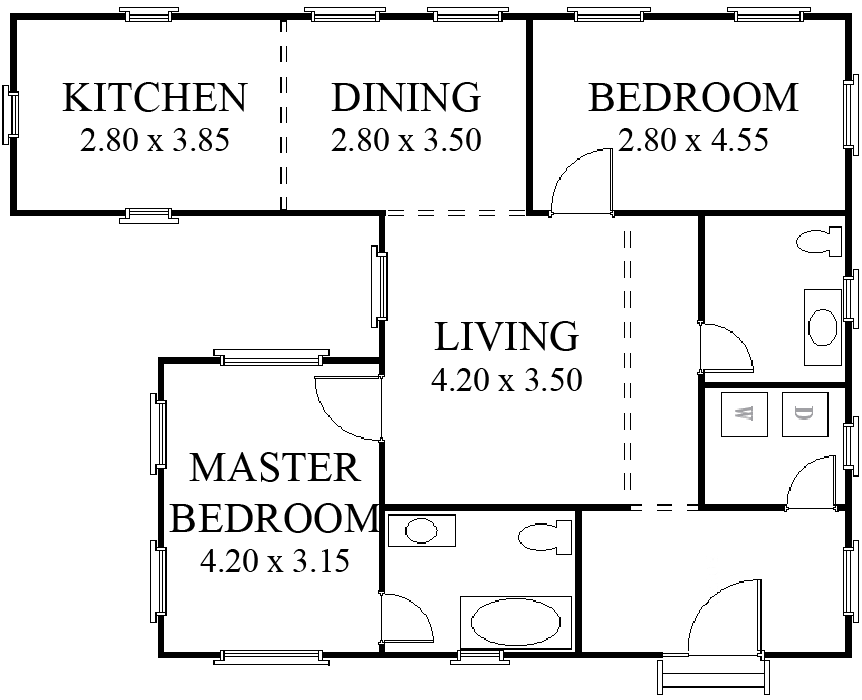 KITCHEN
2.80 x 3.85
DINING
2.80 x 3.50
BEDROOM
2.80 x 4.55
LIVING
4.20 x 3.50
W
D
MASTER
BEDROOM
4.20 x 3.15